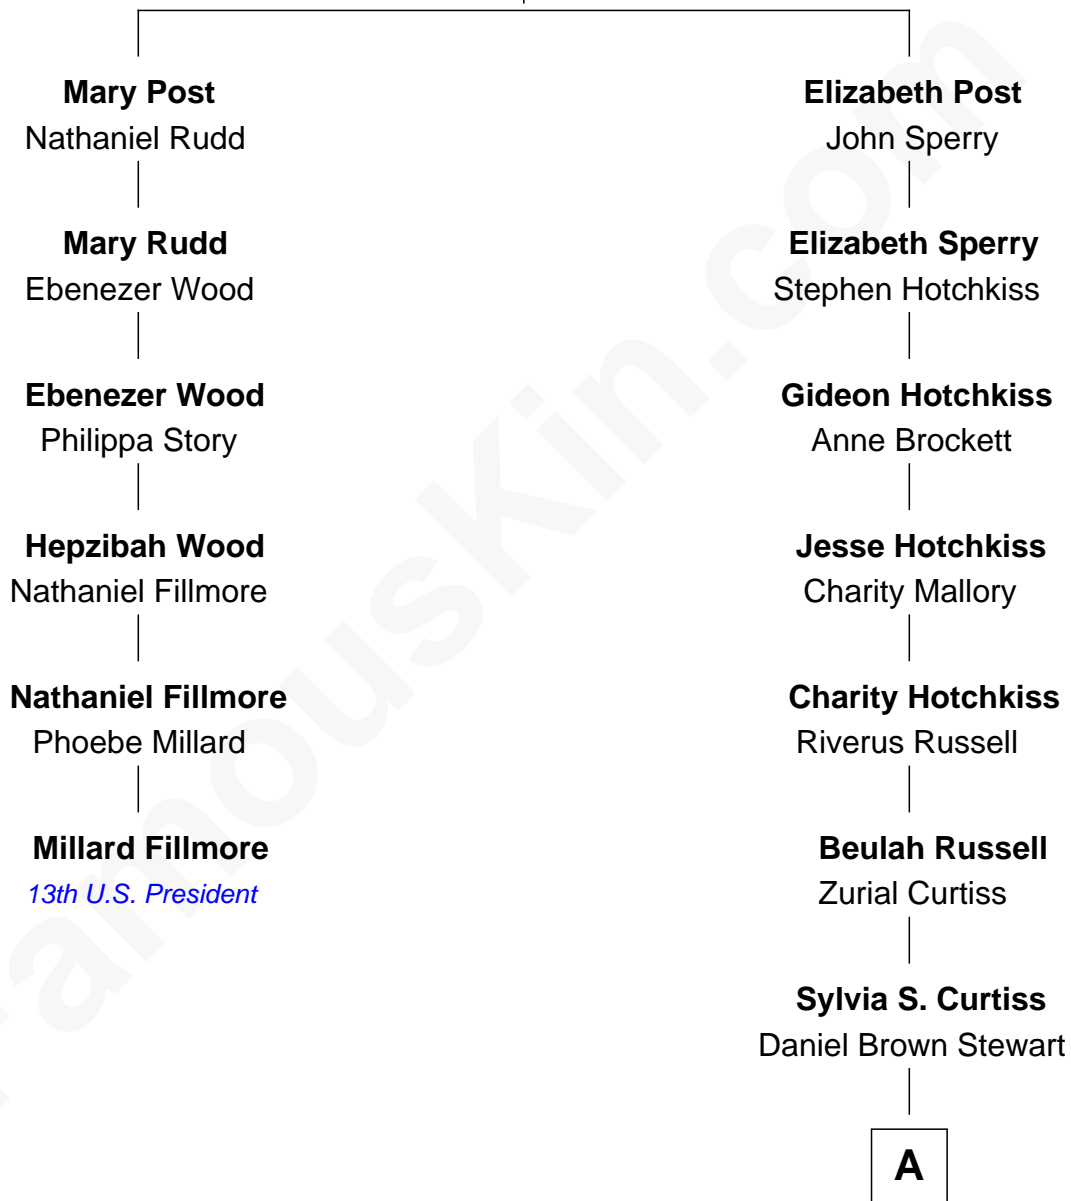 Mary Post
Nathaniel Rudd
Mary Rudd
Ebenezer Wood
Ebenezer Wood
Philippa Story
Hepzibah Wood
Nathaniel Fillmore
Nathaniel Fillmore
Phoebe Millard
Millard Fillmore
13th U.S. President
Elizabeth Post
John Sperry
Elizabeth Sperry
Stephen Hotchkiss
Gideon Hotchkiss
Anne Brockett
Jesse Hotchkiss
Charity Mallory
Charity Hotchkiss
Riverus Russell
Beulah Russell
Zurial Curtiss
Sylvia S. Curtiss
Daniel Brown Stewart
A
FamousKin.com